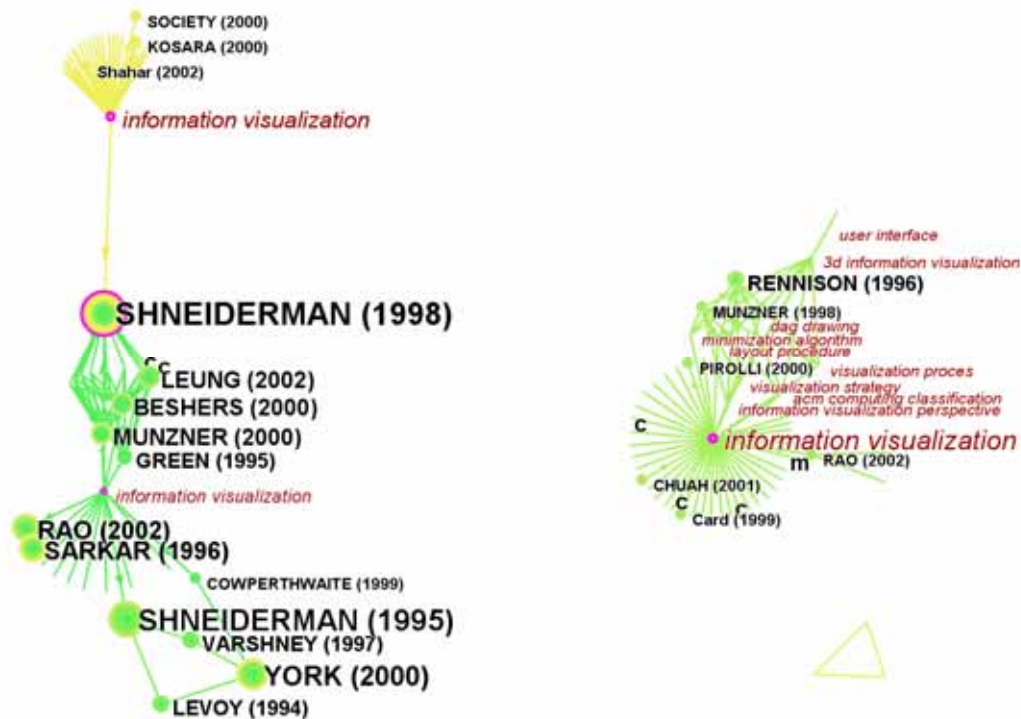 SOCIETY (2000)
KOSARA (2000)
Shahar (2002)
information visualization
SHNEIDERMAN (1998)
c
c
LEUNG (2002)
BESHERS (2000)
MUNZNER (2000)
GREEN (1995)
information visualization
RAO (2002)
SARKAR (1996)
COWPERTHWAITE (1999)
SHNEIDERMAN (1995)
VARSHNEY (1997)
YORK (2000)
LEVOY (1994)
user interface
3d information visualization
RENNISON (1996)
MUNZNER (1998)
dag drawing
minimization algorithm
layout procedure
PIROLLI (2000)
visualization proces
visualization strategy
acm computing classification
information visualization perspective
c
information visualization
m
RAO (2002)
CHUAH (2001)
c
c
Card (1999)